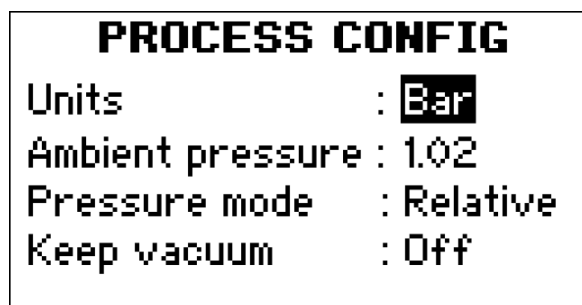 PROCESS CONFIG
Units : Bar
Ambient pressure : 1.02
Pressure mode : Relative
Keep vacuum : Off